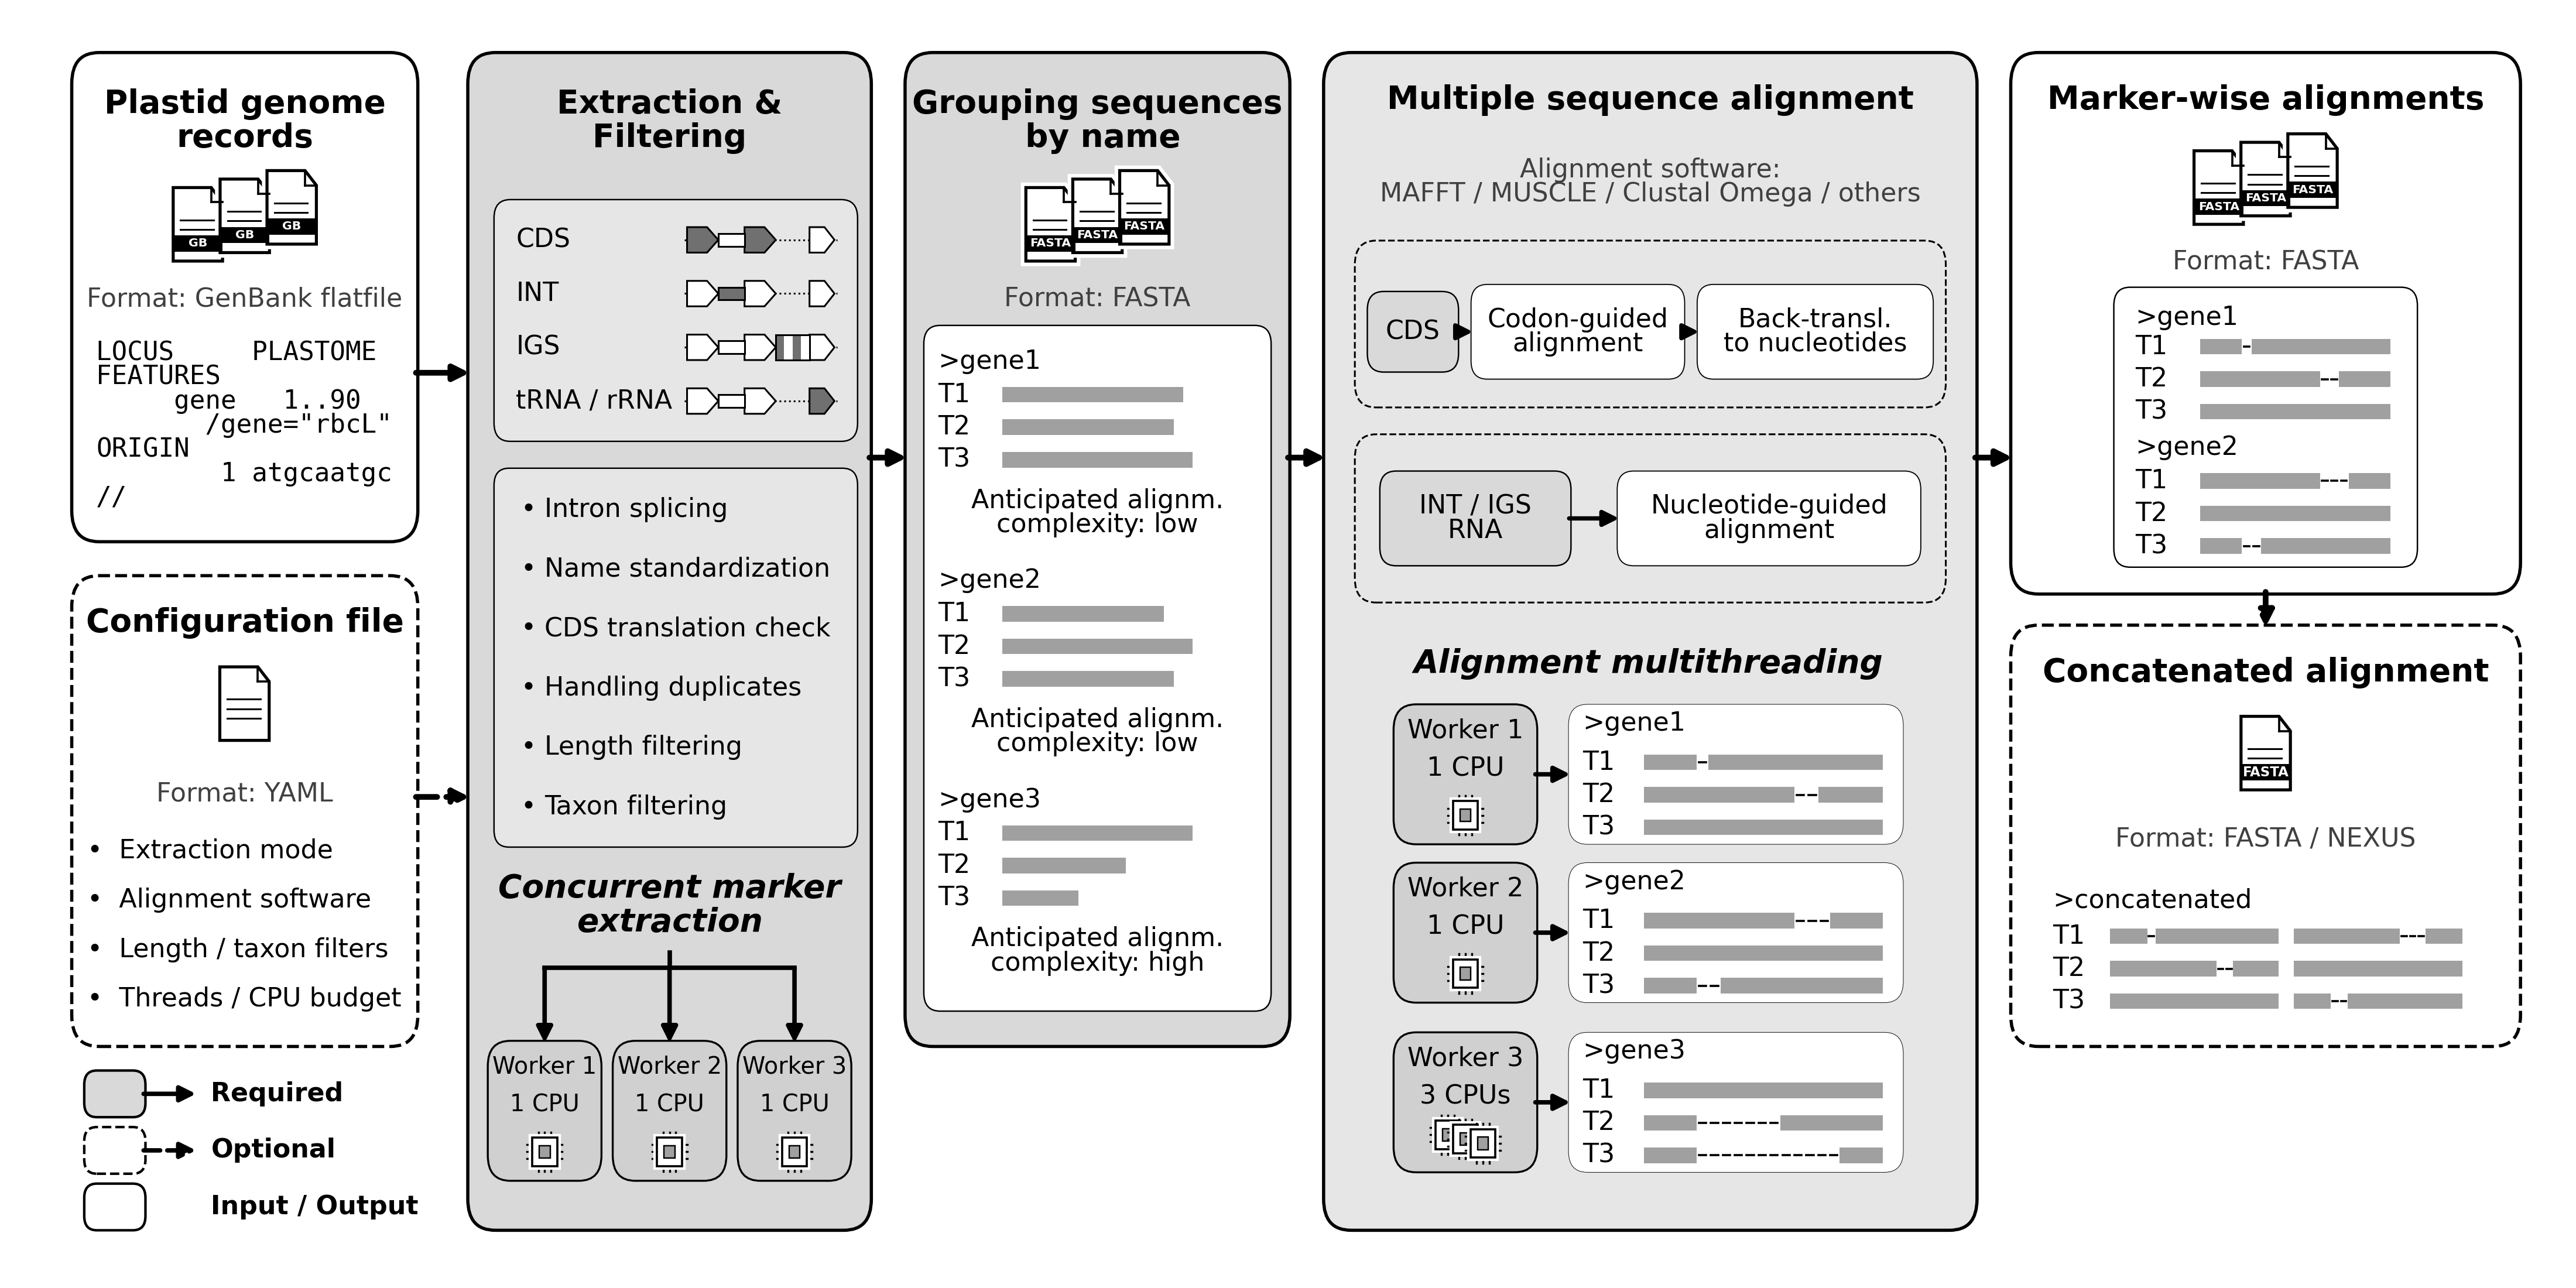 Plastid genome
records
GB
GB
GB
Format: GenBank flatfile
LOCUS     PLASTOME
FEATURES
     gene   1..90
       /gene="rbcL"
ORIGIN
        1 atgcaatgc
//
Configuration file
Format: YAML
• Extraction mode
• Alignment software
• Length / taxon filters
• Threads / CPU budget
Required
Optional
Input / Output
Extraction &
Filtering
CDS
INT
IGS
tRNA / rRNA
• Intron splicing
• Name standardization
• CDS translation check
• Handling duplicates
• Length filtering
• Taxon filtering
Concurrent marker
extraction
Worker 1
1 CPU
Worker 2
1 CPU
Worker 3
1 CPU
Grouping sequences
by name
FASTA
FASTA
FASTA
Format: FASTA
>gene1
T1
T2
T3
Anticipated alignm.
complexity: low
>gene2
T1
T2
T3
Anticipated alignm.
complexity: low
>gene3
T1
T2
T3
Anticipated alignm.
complexity: high
Multiple sequence alignment
Alignment software:
MAFFT / MUSCLE / Clustal Omega / others
CDS
Codon-guided
alignment
Back-transl.
to nucleotides
INT / IGS
RNA
Nucleotide-guided
alignment
Alignment multithreading
Worker 1
1 CPU
>gene1
T1
T2
T3
Worker 2
1 CPU
>gene2
T1
T2
T3
Worker 3
3 CPUs
>gene3
T1
T2
T3
Marker-wise alignments
FASTA
FASTA
FASTA
Format: FASTA
>gene1
T1
T2
T3
>gene2
T1
T2
T3
Concatenated alignment
FASTA
Format: FASTA / NEXUS
>concatenated
T1
T2
T3